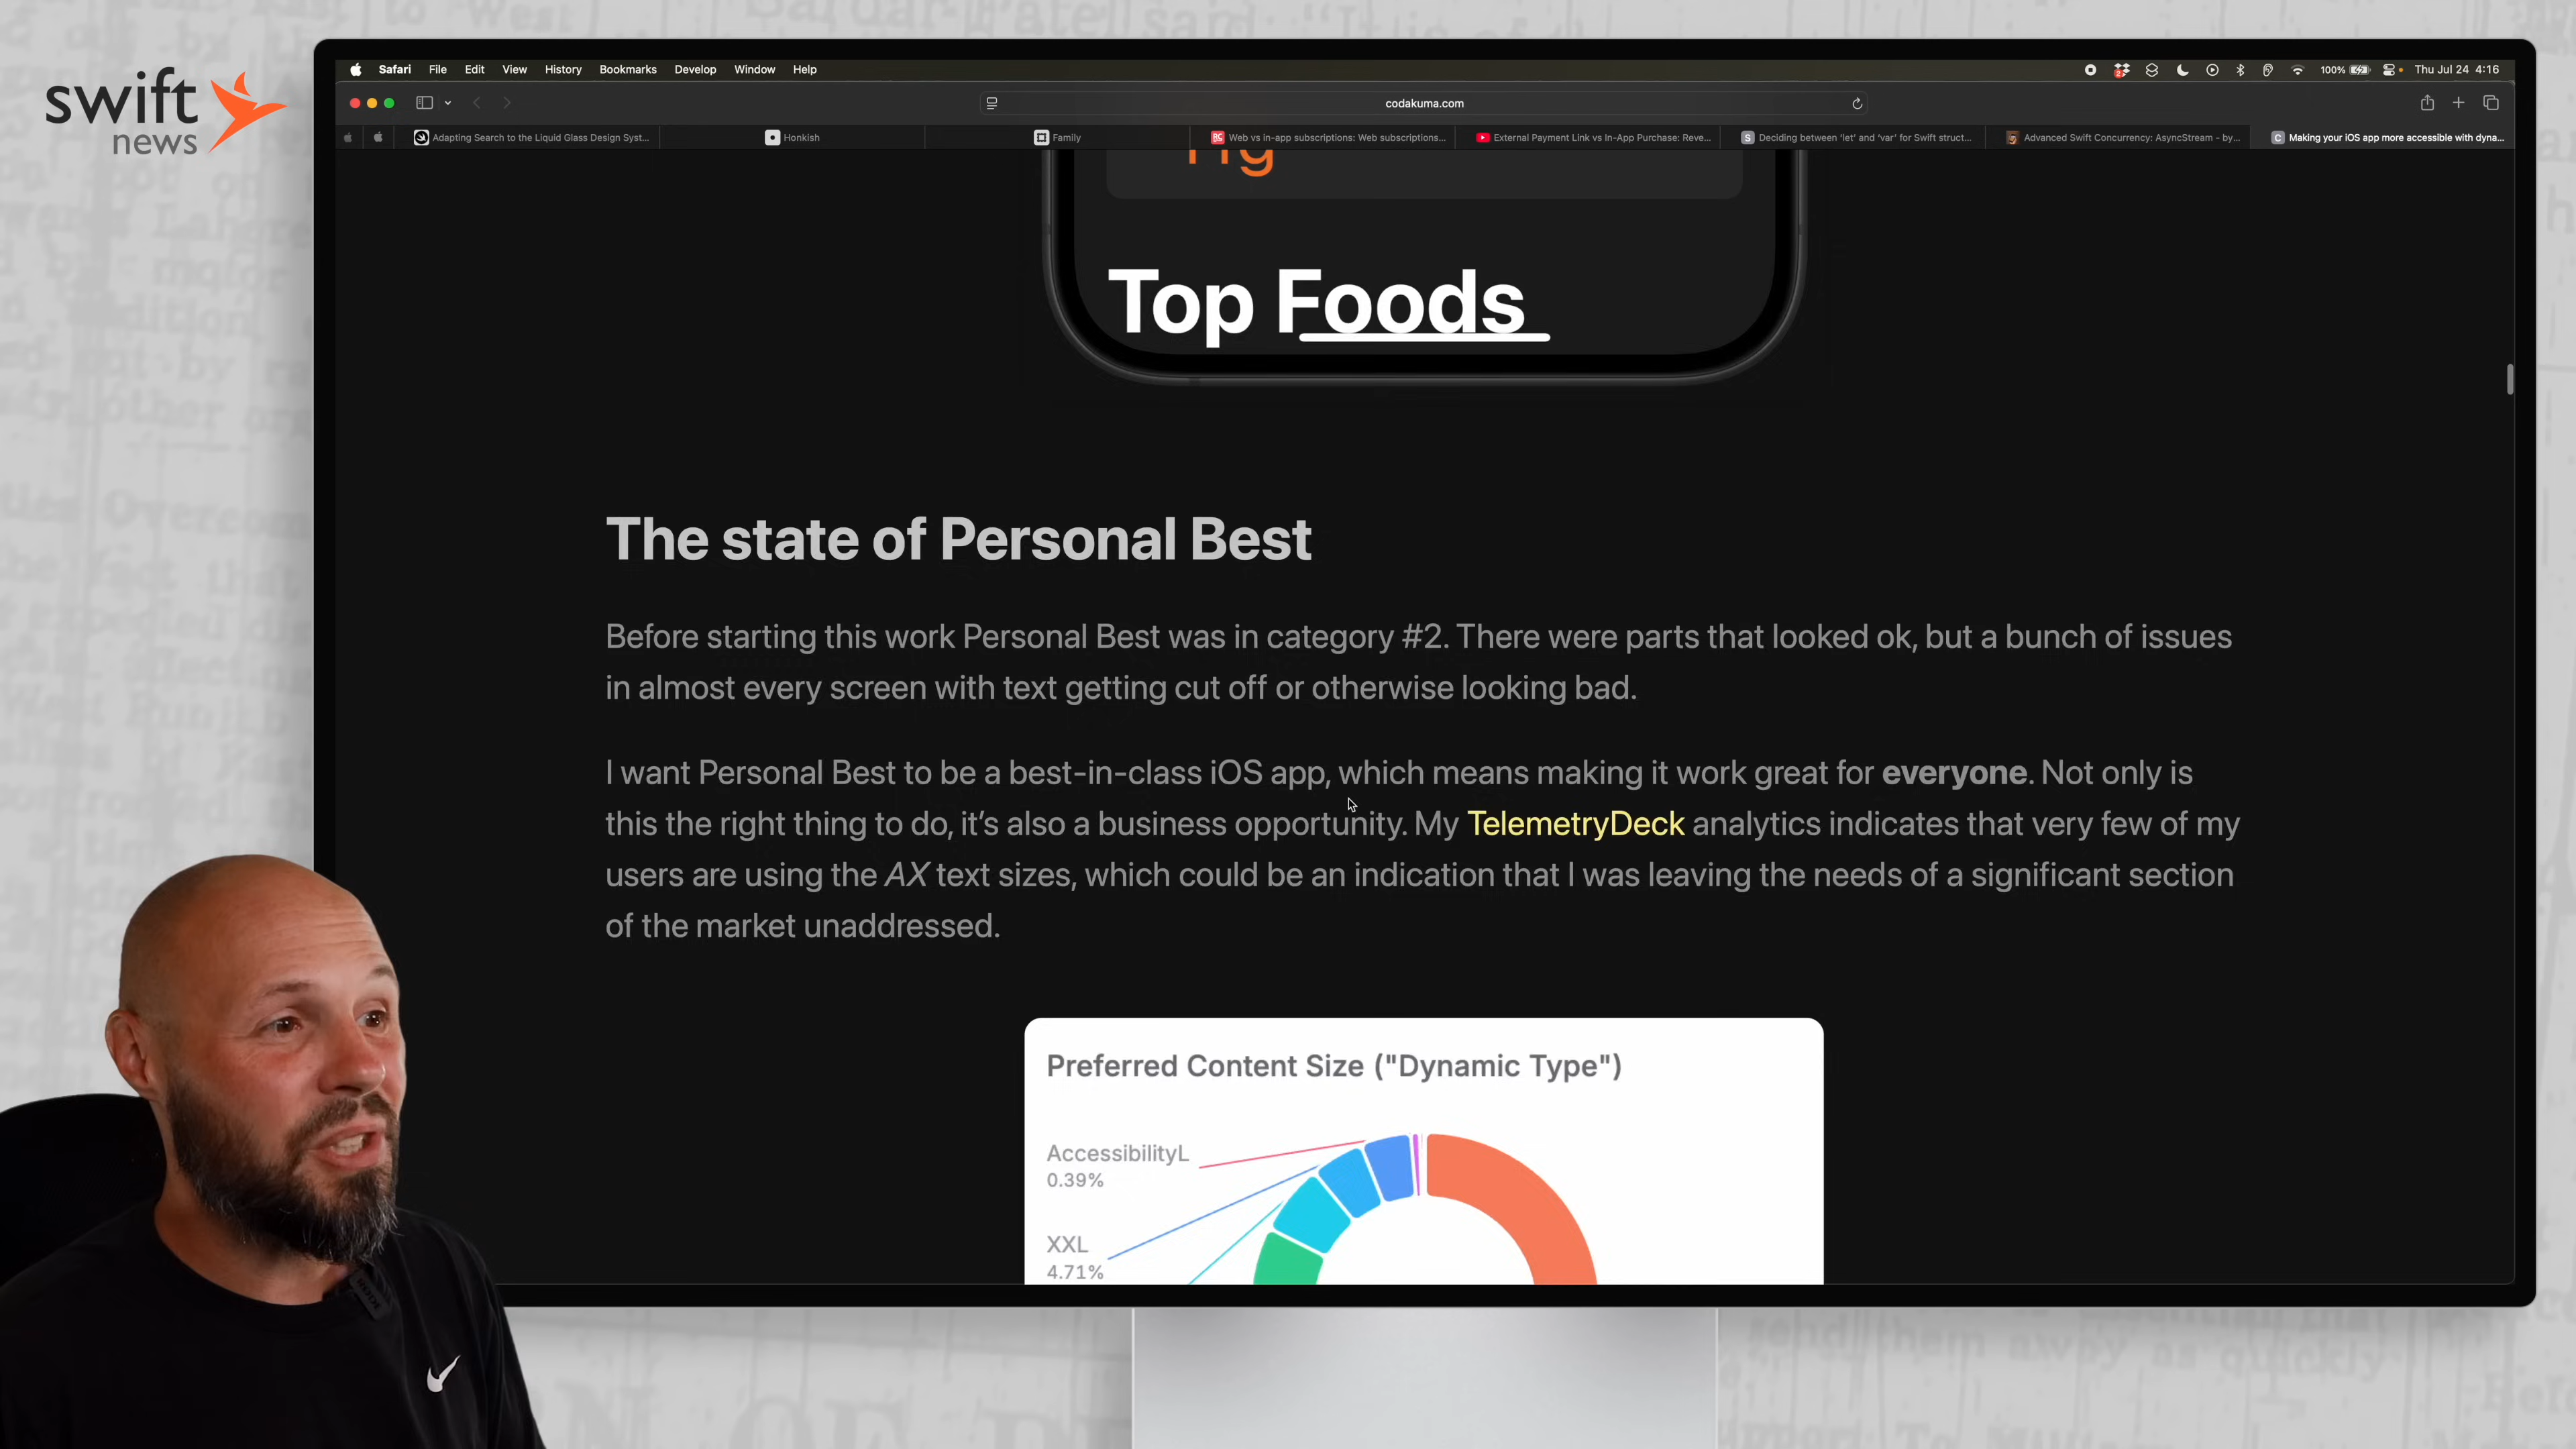 swift
news
Safari File Edit View History Bookmarks Develop Window Help
100% Thu Jul 24 4:16
codakuma.com
Adapting Search to the Liquid Glass Design Syst...
Honkish
Family
Web vs in-app subscriptions: Web subscriptions...
External Payment Link vs In-App Purchase: Reve...
Deciding between 'let' and 'var' for Swift struct...
Advanced Swift Concurrency: AsyncStream - by...
Making your iOS app more accessible with dyna...
Top Foods
The state of Personal Best
Before starting this work Personal Best was in category #2. There were parts that looked ok, but a bunch of issues
in almost every screen with text getting cut off or otherwise looking bad.
I want Personal Best to be a best-in-class iOS app, which means making it work great for everyone. Not only is
this the right thing to do, it's also a business opportunity. My TelemetryDeck analytics indicates that very few of my
users are using the AX text sizes, which could be an indication that I was leaving the needs of a significant section
of the market unaddressed.
Preferred Content Size ("Dynamic Type")
AccessibilityL
0.39%
XXL
4.71%